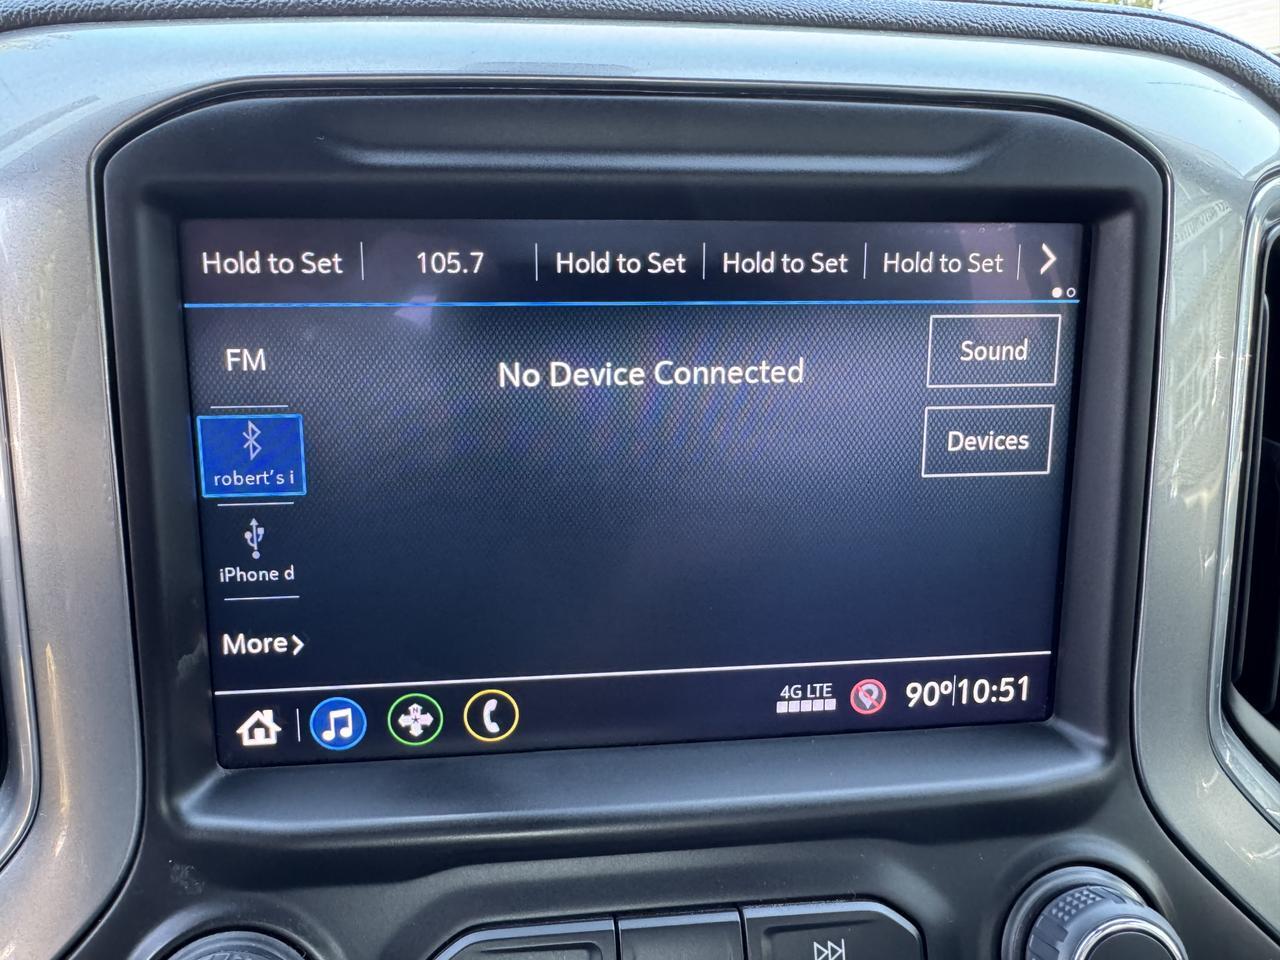 Hold to Set 105.7 Hold to Set Hold to Set Hold to Set
FM
No Device Connected
Sound
robert's i
Devices
iPhone d
More
N
4G LTE
90° 10:51